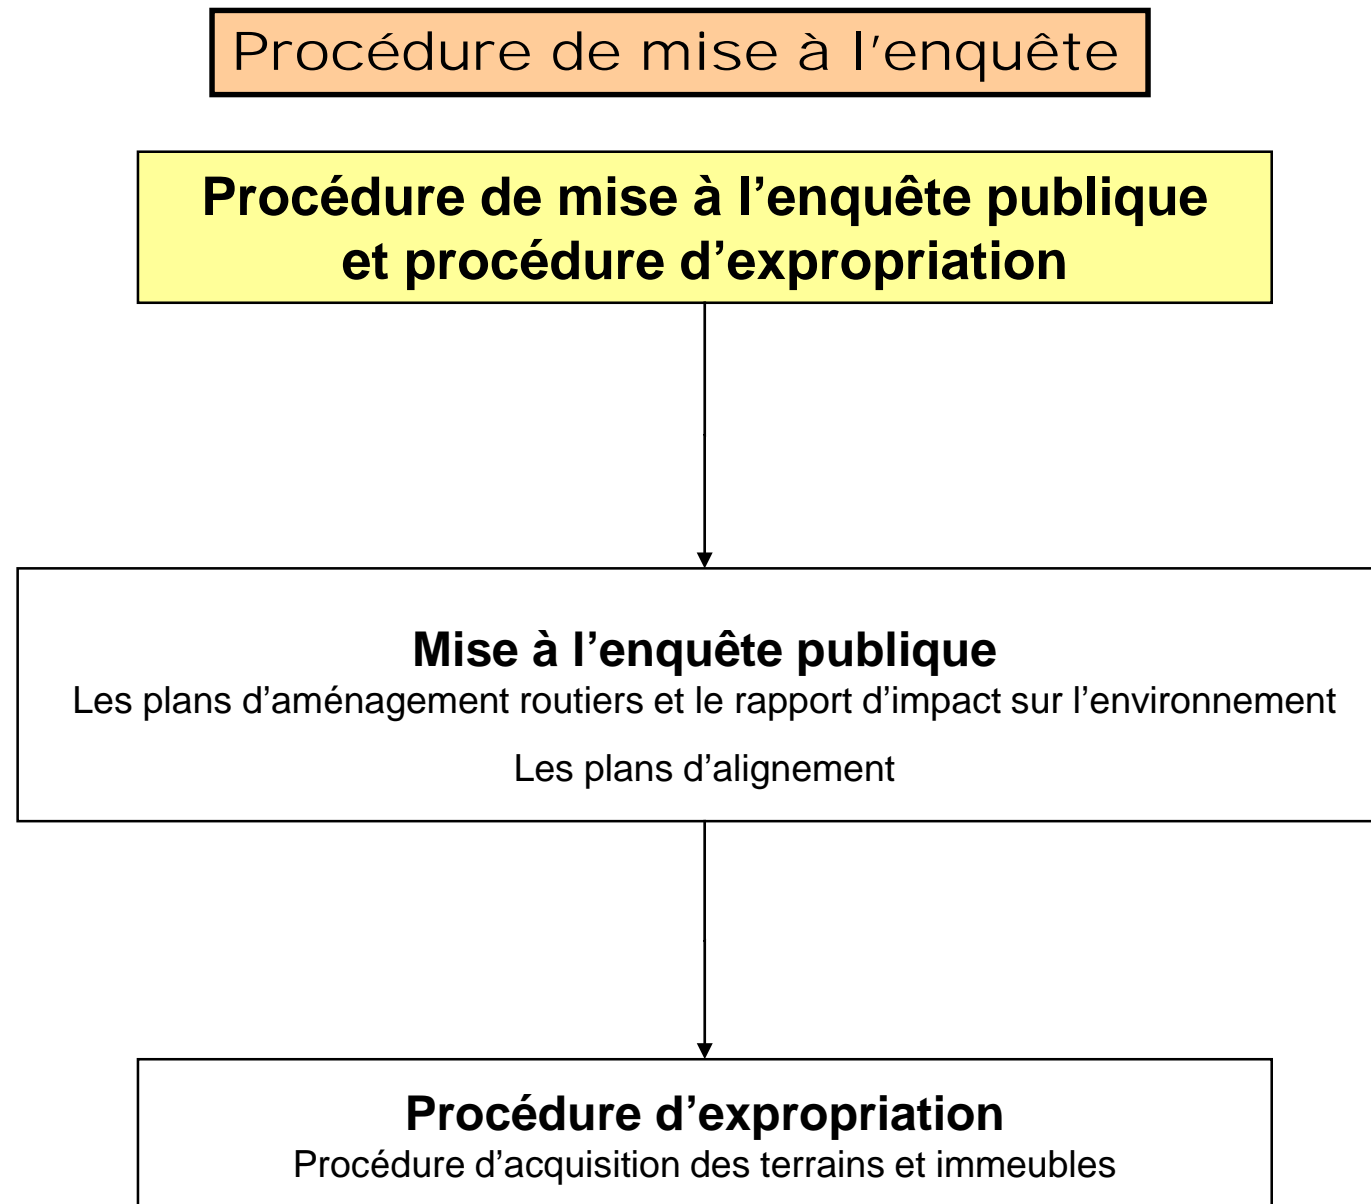 Procédure de mise à l’enquête
Procédure de mise à l’enquête publique
et procédure d’expropriation
Mise à l’enquête publique
Les plans d’aménagement routiers et le rapport d’impact sur l’environnement
Les plans d’alignement
Procédure d’expropriation
Procédure d’acquisition des terrains et immeubles